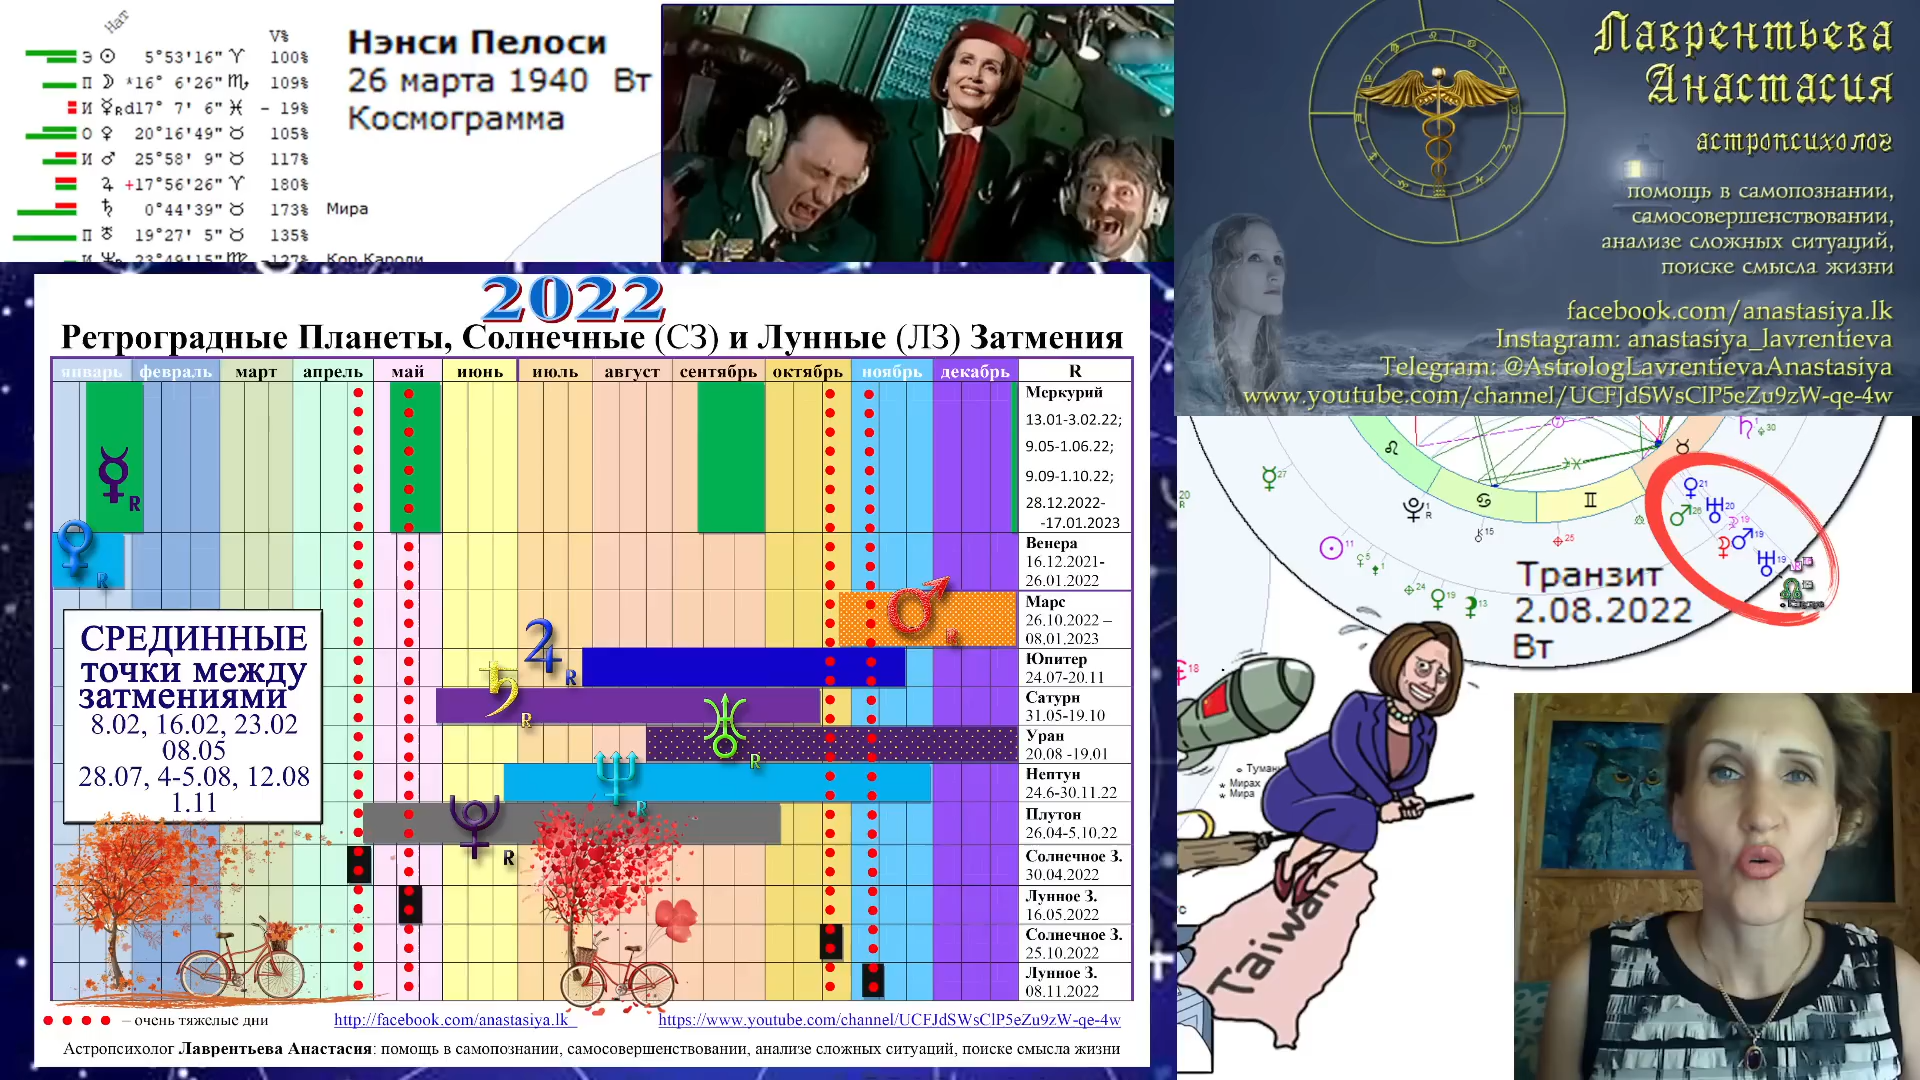 Нат
V%
Э ☉ 5°53'16" ♈ 100%
П ☽ *16° 6'26" ♏ 109%
И ☿ R d17° 7' 6" ♓ - 19%
О ♀ 20°16'49" ♉ 105%
И ♂ 25°58' 9" ♉ 117%
♃ +17°56'26" ♈ 180%
♄ 0°44'39" ♉ 173% Мира
П ♅ 19°27' 5" ♉ 135%
И ♆ R 23°49'15" ♍ -127% Кор Кароли
Нэнси Пелоси
26 марта 1940 Вт
Космограмма
Лаврентьева
Анастасия
астропсихолог
помощь в самопознании,
самосовершенствовании,
анализе сложных ситуаций,
поиске смысла жизни
facebook.com/anastasiya.lk
Instagram: anastasiya_lavrentieva
Telegram: @AstrologLavrentievaAnastasiya
www.youtube.com/channel/UCFJdSWsClP5eZu9zW-qe-4w
2022
Ретроградные Планеты, Солнечные (СЗ) и Лунные (ЛЗ) Затмения
январь февраль март апрель май июнь июль август сентябрь октябрь ноябрь декабрь R
Меркурий
13.01-3.02.22;
9.05-1.06.22;
9.09-1.10.22;
28.12.2022-
-17.01.2023
Венера
16.12.2021-
26.01.2022
Марс
26.10.2022 –
08.01.2023
Юпитер
24.07-20.11
Сатурн
31.05-19.10
Уран
20.08 -19.01
Нептун
24.6-30.11.22
Плутон
26.04-5.10.22
Солнечное З.
30.04.2022
Лунное З.
16.05.2022
Солнечное З.
25.10.2022
Лунное З.
08.11.2022
R
R
R
R
R
R
R
R
СРЕДИННЫЕ
точки между
затмениями
8.02, 16.02, 23.02
08.05
28.07, 4-5.08, 12.08
1.11
– очень тяжелые дни
http://facebook.com/anastasiya.lk
https://www.youtube.com/channel/UCFJdSWsClP5eZu9zW-qe-4w
Астропсихолог Лаврентьева Анастасия: помощь в самопознании, самосовершенствовании, анализе сложных ситуаций, поиске смысла жизни
Транзит
2.08.2022
Вт
Туман
Мирах
Мира
Taiwan